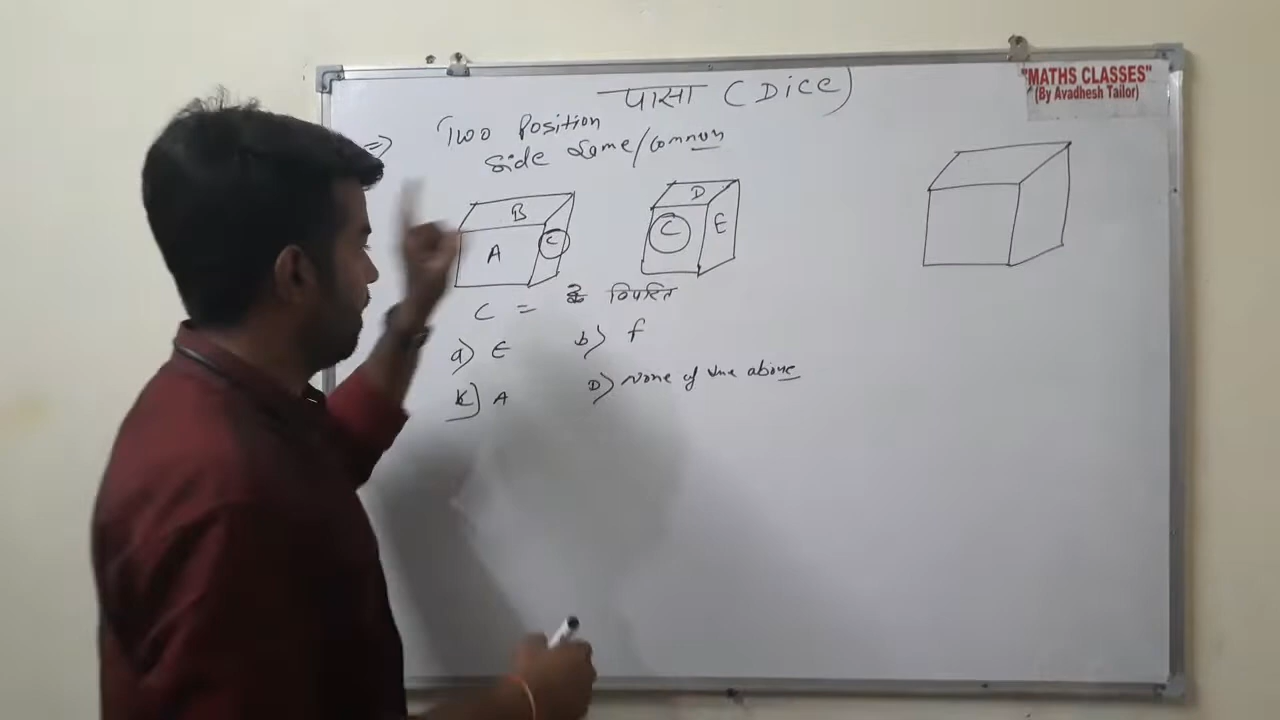 पासा (Dice)
"MATHS CLASSES"
(By Avadhesh Tailor)
=> Two Position
Side Same/Common
B
A
C
D
C
E
C = विपरित
a) E b) f
A D) None of the above